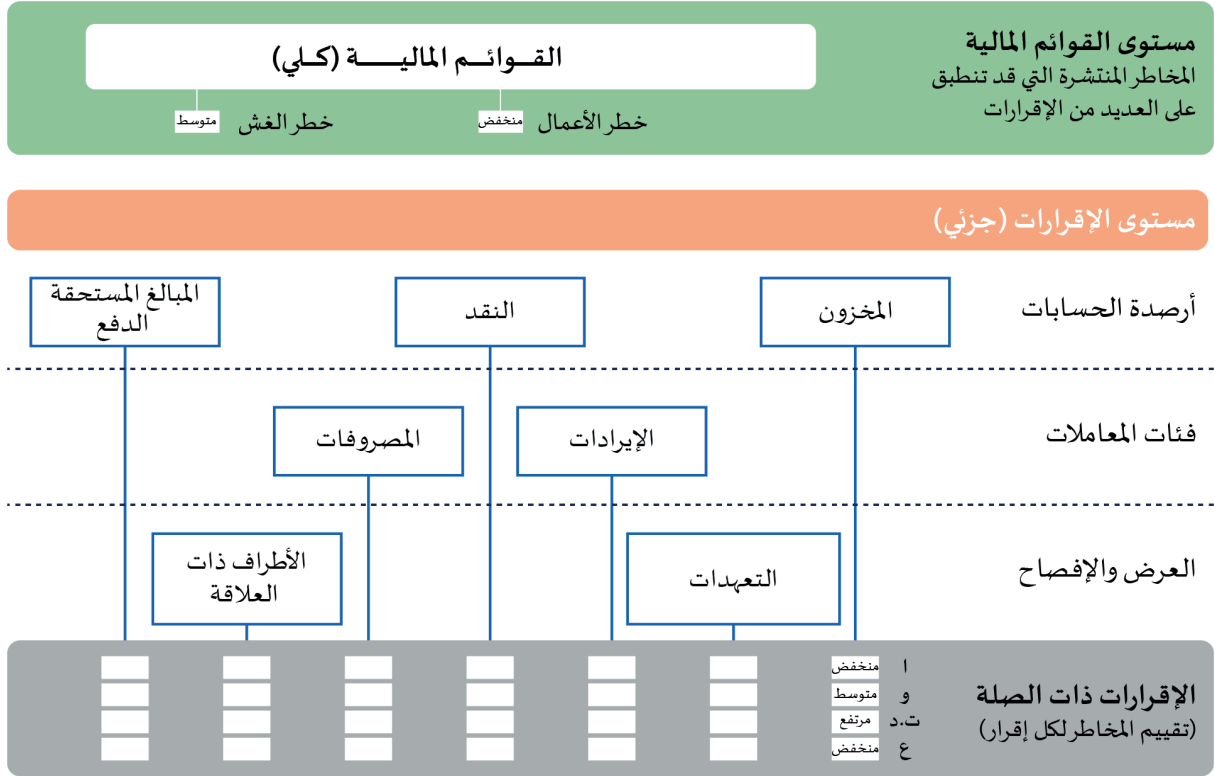 مستوى القوائم المالية
المخاطر المنتشرة التي قد تنطبق
على العديد من الإقرارات
القــوائــم الماليـــــة (كـلي)
خطر الأعمال
منخفض
خطر الغش
متوسط
مستوى الإقرارات (جزئي)
أرصدة الحسابات
المخزون
النقد
المبالغ المستحقة
الدفع
فئات المعاملات
الإيرادات
المصروفات
العرض والإفصاح
التعهدات
الأطراف ذات
العلاقة
الإقرارات ذات الصلة
(تقييم المخاطر لكل إقرار)
ا منخفض
و متوسط
ت.د مرتفع
ع منخفض